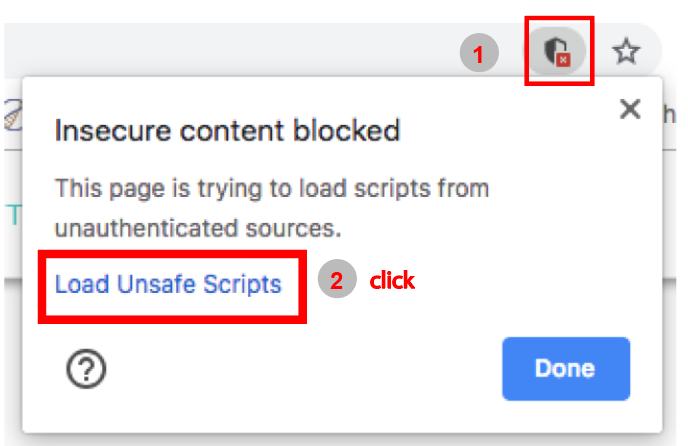 1
h
Insecure content blocked
This page is trying to load scripts from
unauthenticated sources.
T
Load Unsafe Scripts 2 click
Done